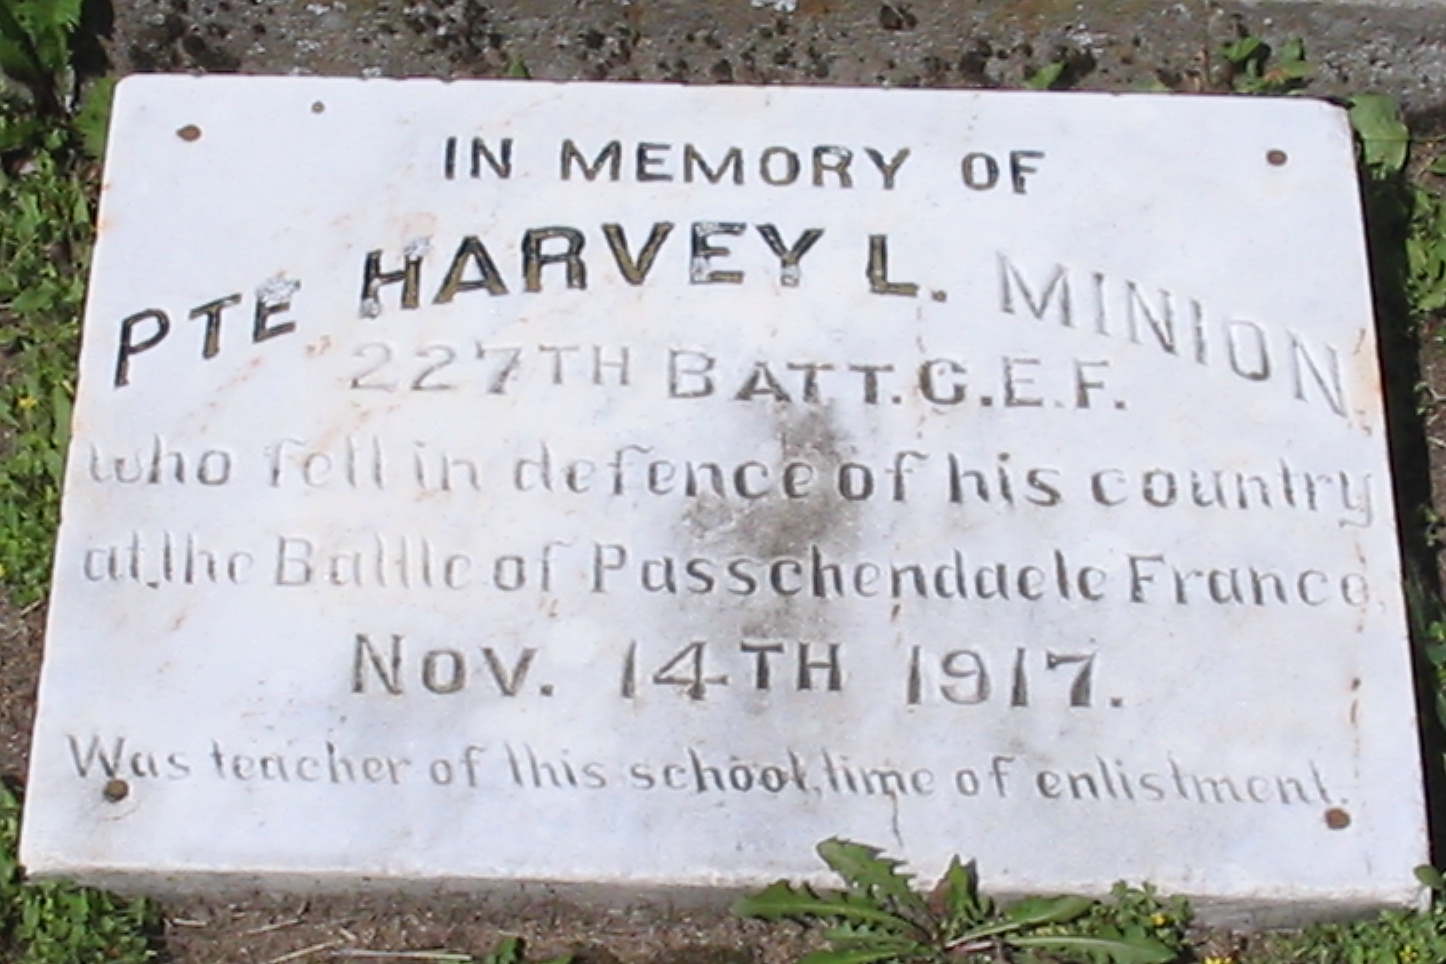 IN MEMORY OF
PTE HARVEY L. MINION.
227TH BATT. C.E.F.
who fell in defence of his country
at the Battle of Passchendaele France,
NOV. 14TH 1917.
Was teacher of this school, time of enlistment.